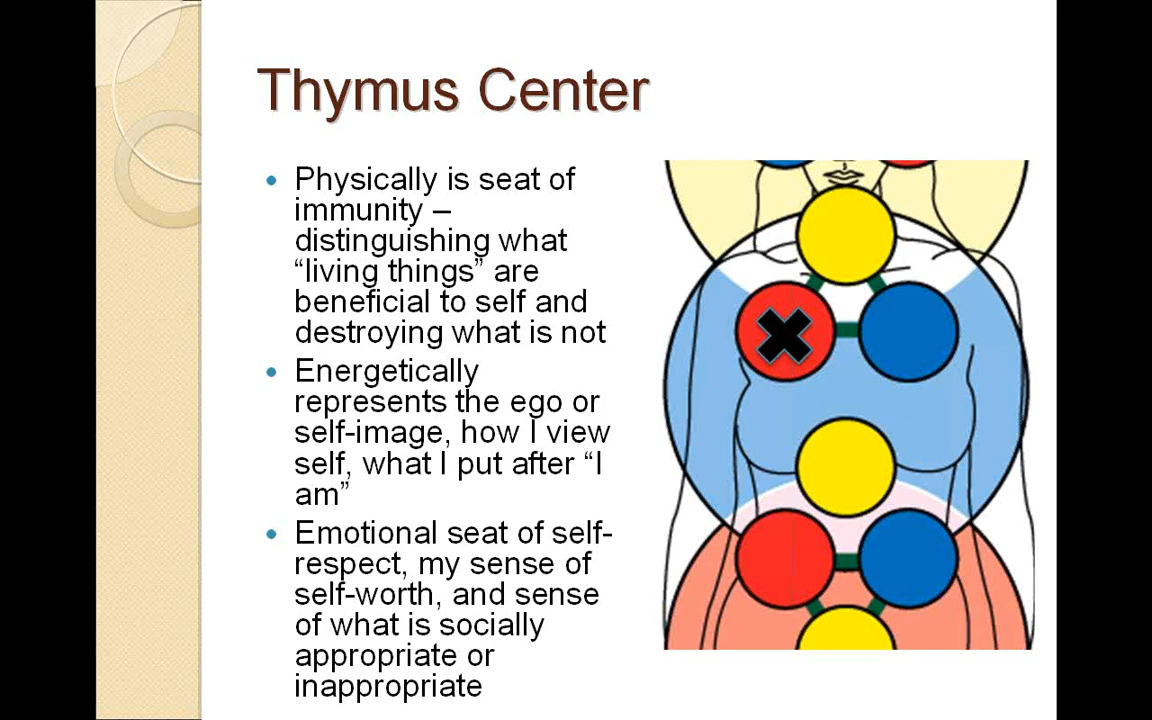 Thymus Center
• Physically is seat of
immunity –
distinguishing what
“living things” are
beneficial to self and
destroying what is not
• Energetically
represents the ego or
self-image, how I view
self, what I put after “I
am”
• Emotional seat of self-
respect, my sense of
self-worth, and sense
of what is socially
appropriate or
inappropriate